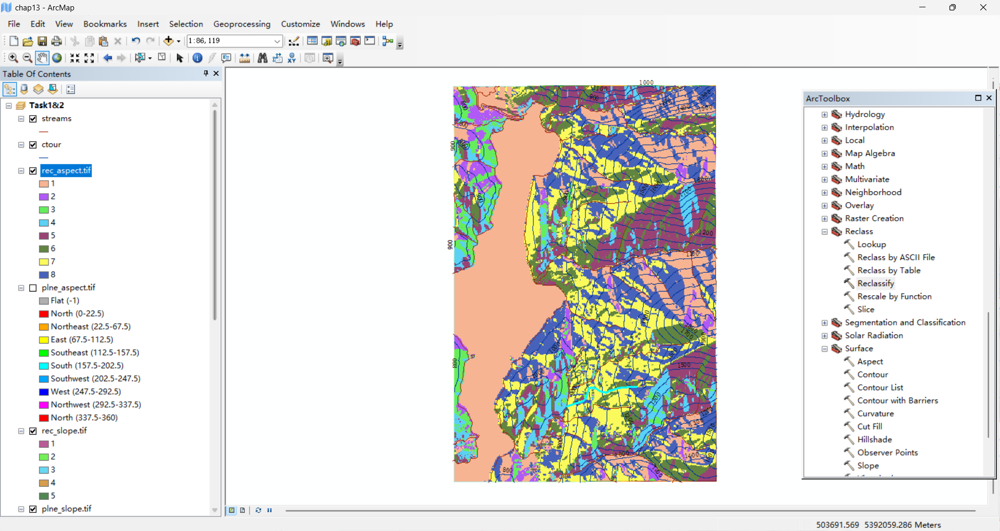 chap13 - ArcMap
File Edit View Bookmarks Insert Selection Geoprocessing Customize Windows Help
1:86,119
Table Of Contents
Task1&2
streams
ctour
rec_aspect.tif
1
2
3
4
5
6
7
8
plne_aspect.tif
Flat (-1)
North (0-22.5)
Northeast (22.5-67.5)
East (67.5-112.5)
Southeast (112.5-157.5)
South (157.5-202.5)
Southwest (202.5-247.5)
West (247.5-292.5)
Northwest (292.5-337.5)
North (337.5-360)
rec_slope.tif
1
2
3
4
5
plne_slope.tif
1000
1100
900
900
900
800
1200
1100
1700
1500
1000
1300
1400
800
800
ArcToolbox
Hydrology
Interpolation
Local
Map Algebra
Math
Multivariate
Neighborhood
Overlay
Raster Creation
Reclass
Lookup
Reclass by ASCII File
Reclass by Table
Reclassify
Rescale by Function
Slice
Segmentation and Classification
Solar Radiation
Surface
Aspect
Contour
Contour List
Contour with Barriers
Curvature
Cut Fill
Hillshade
Observer Points
Slope
503691.569 5392059.286 Meters